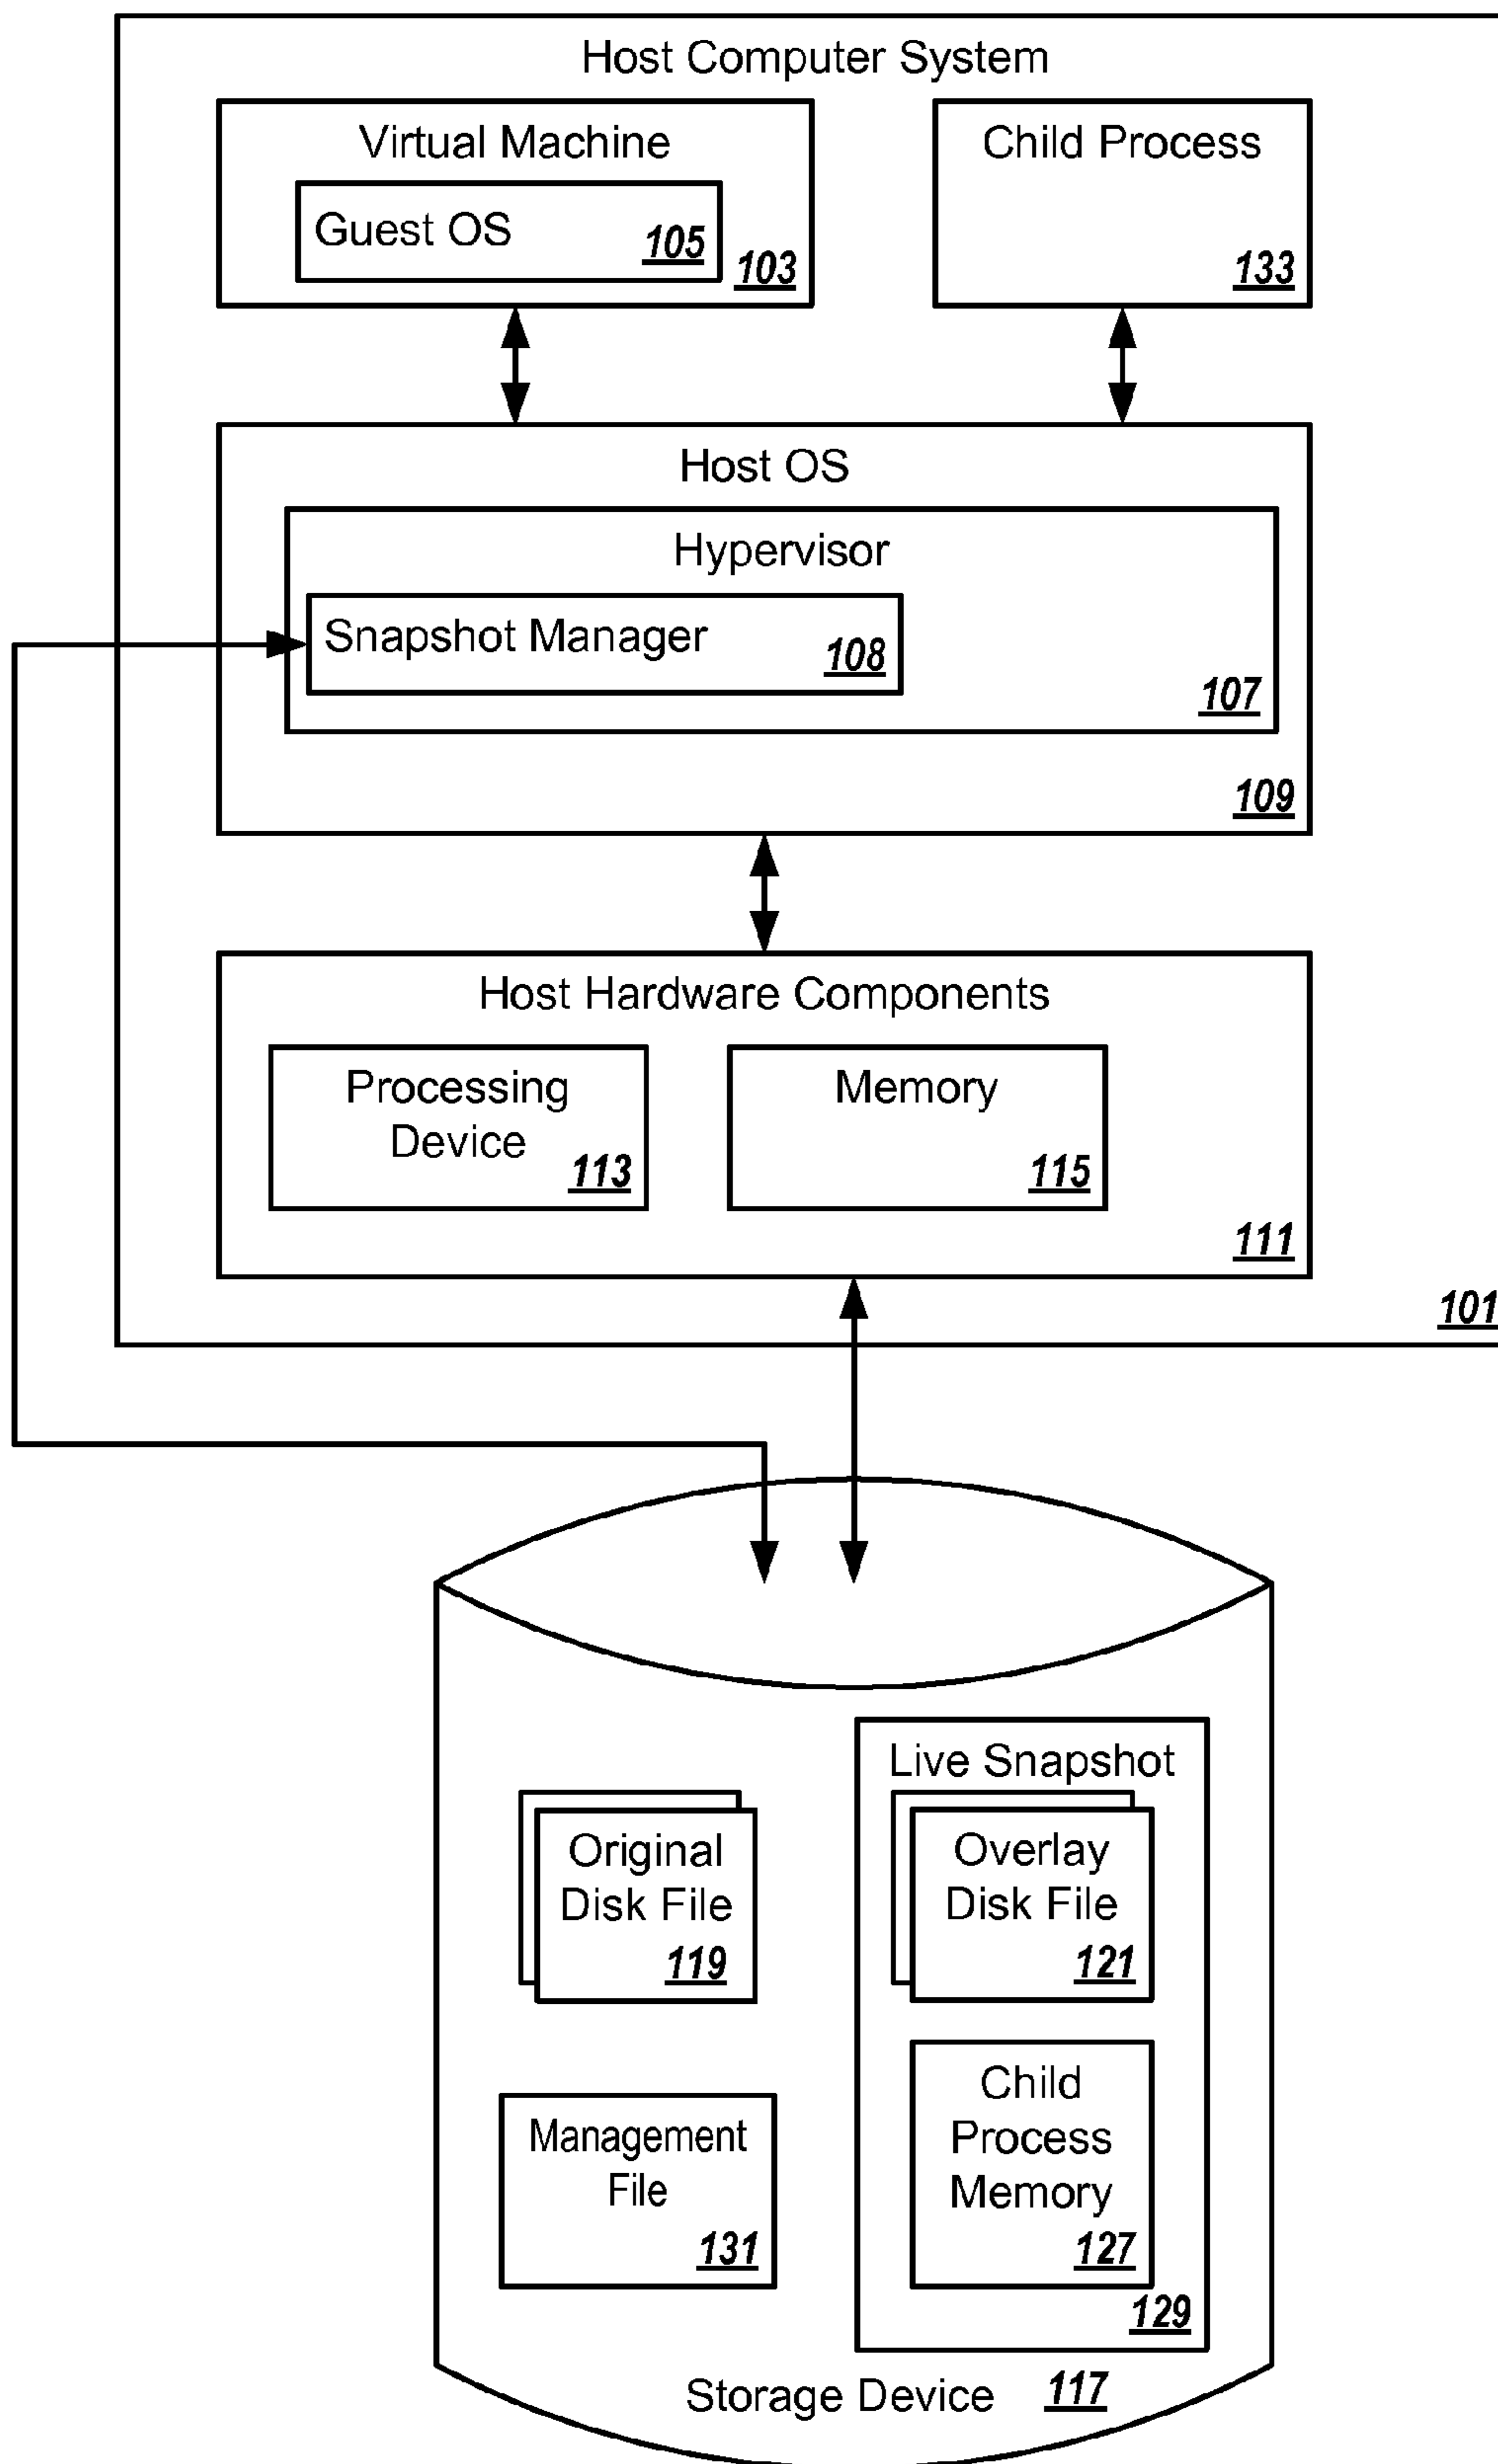 Host Computer System
Virtual Machine
Guest OS
105
103
Child Process
133
Host OS
Hypervisor
Snapshot Manager
108
107
109
Host Hardware Components
Processing
Device
113
Memory
115
111
101
Live Snapshot
Original
Disk File
119
Overlay
Disk File
121
Management
File
131
Child
Process
Memory
127
129
Storage Device 117